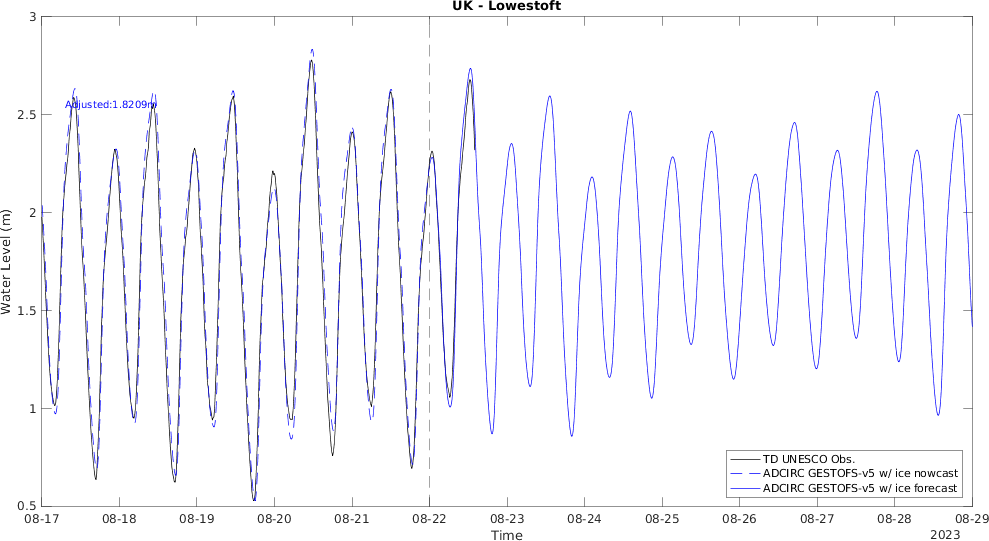 UK - Lowestoft
3
2.5
2
1.5
1
0.5
Water Level (m)
Adjusted:1.8209m
TD UNESCO Obs.
ADCIRC GESTOFS-v5 w/ ice nowcast
ADCIRC GESTOFS-v5 w/ ice forecast
08-17 08-18 08-19 08-20 08-21 08-22 08-23 08-24 08-25 08-26 08-27 08-28 08-29
Time
2023